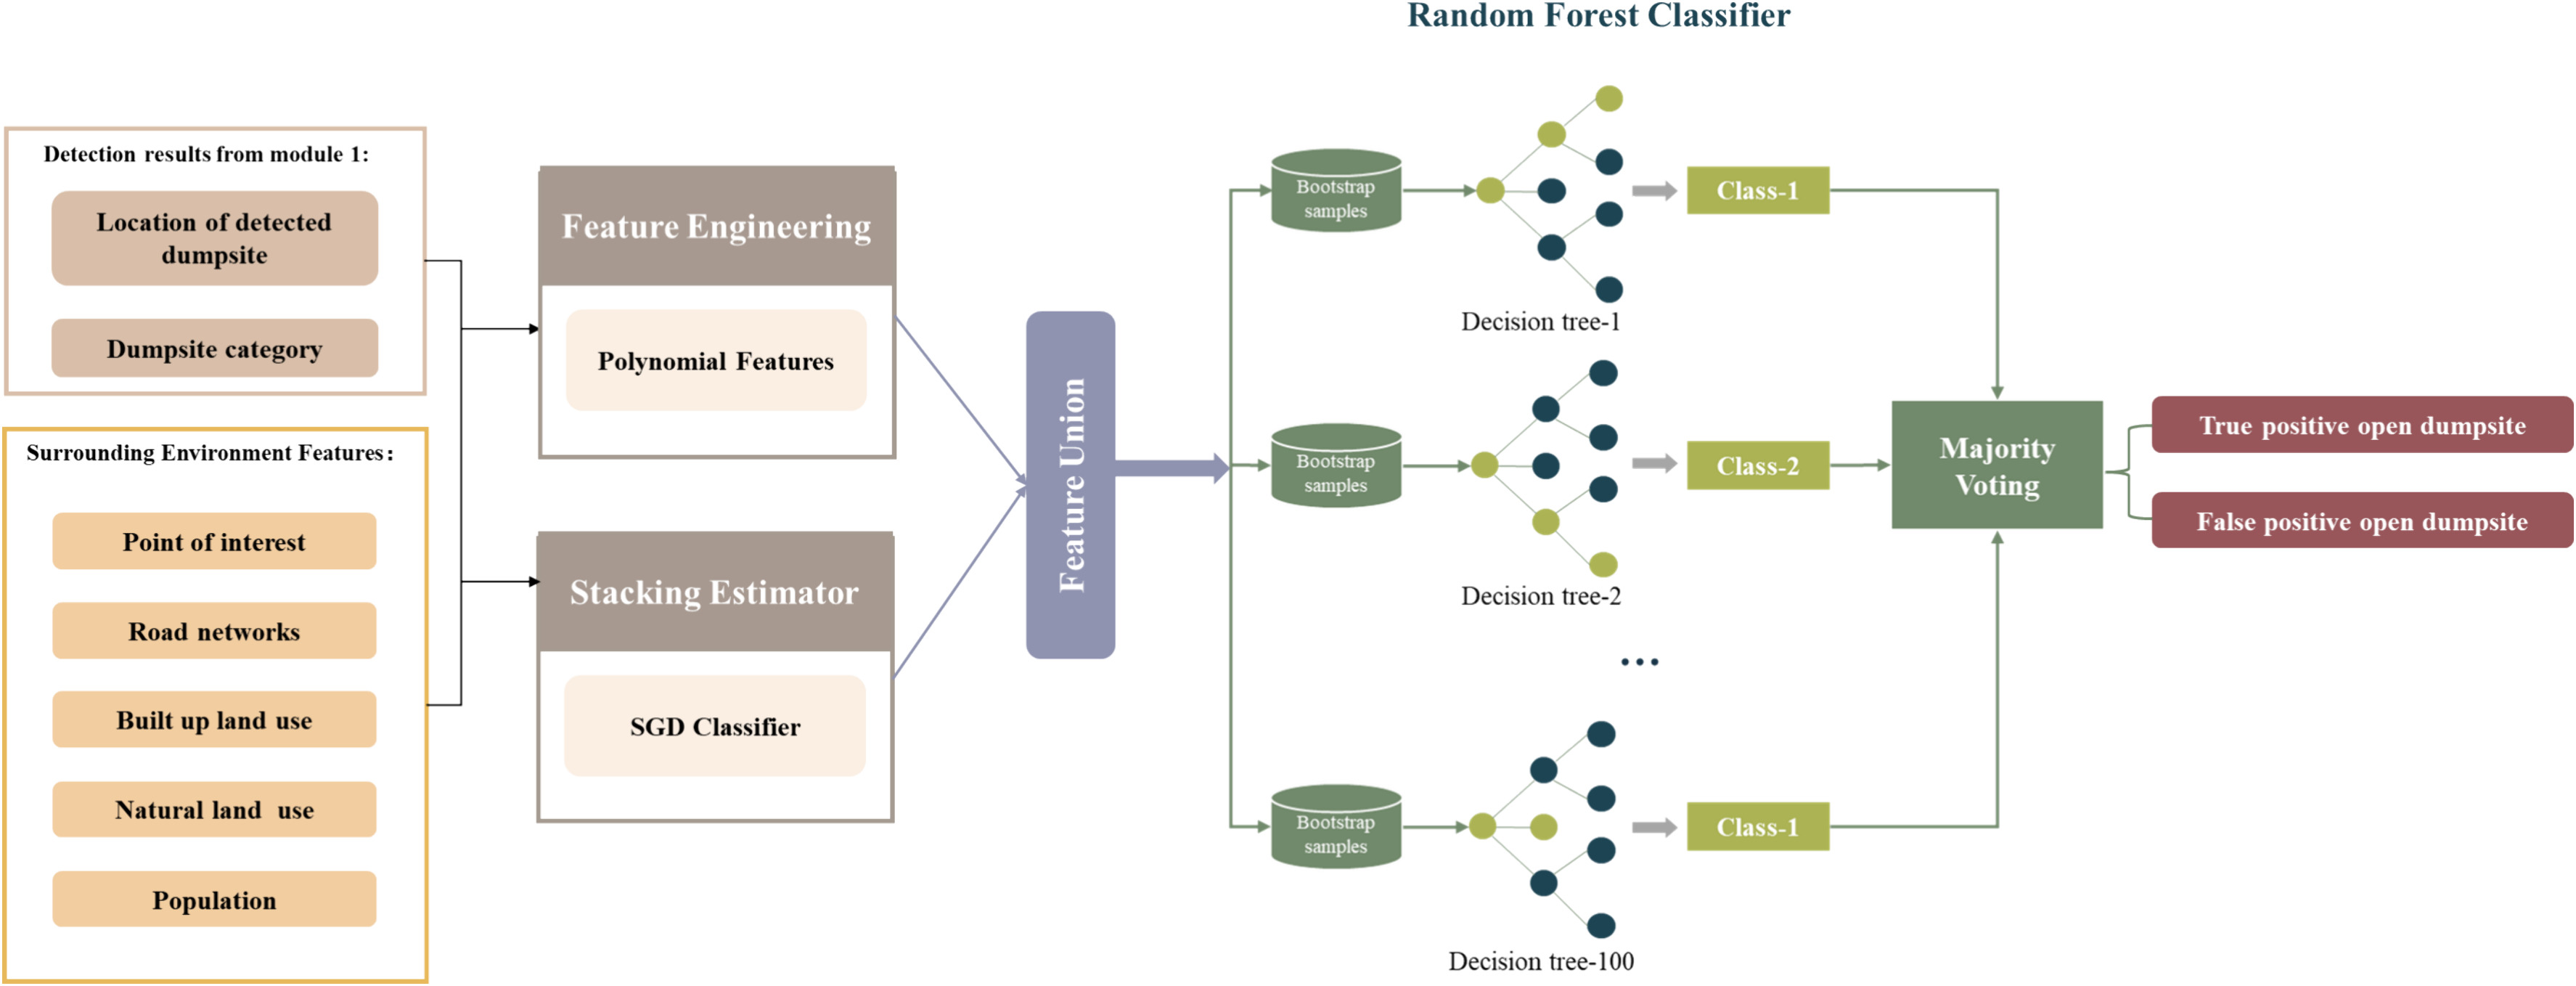 Random Forest Classifier
Detection results from module 1:
Location of detected
dumpsite
Dumpsite category
Surrounding Environment Features:
Point of interest
Road networks
Built up land use
Natural land use
Population
Feature Engineering
Polynomial Features
Stacking Estimator
SGD Classifier
Feature Union
Bootstrap
samples
Decision tree-1
Class-1
Bootstrap
samples
Decision tree-2
Class-2
...
Bootstrap
samples
Decision tree-100
Class-1
Majority
Voting
True positive open dumpsite
False positive open dumpsite